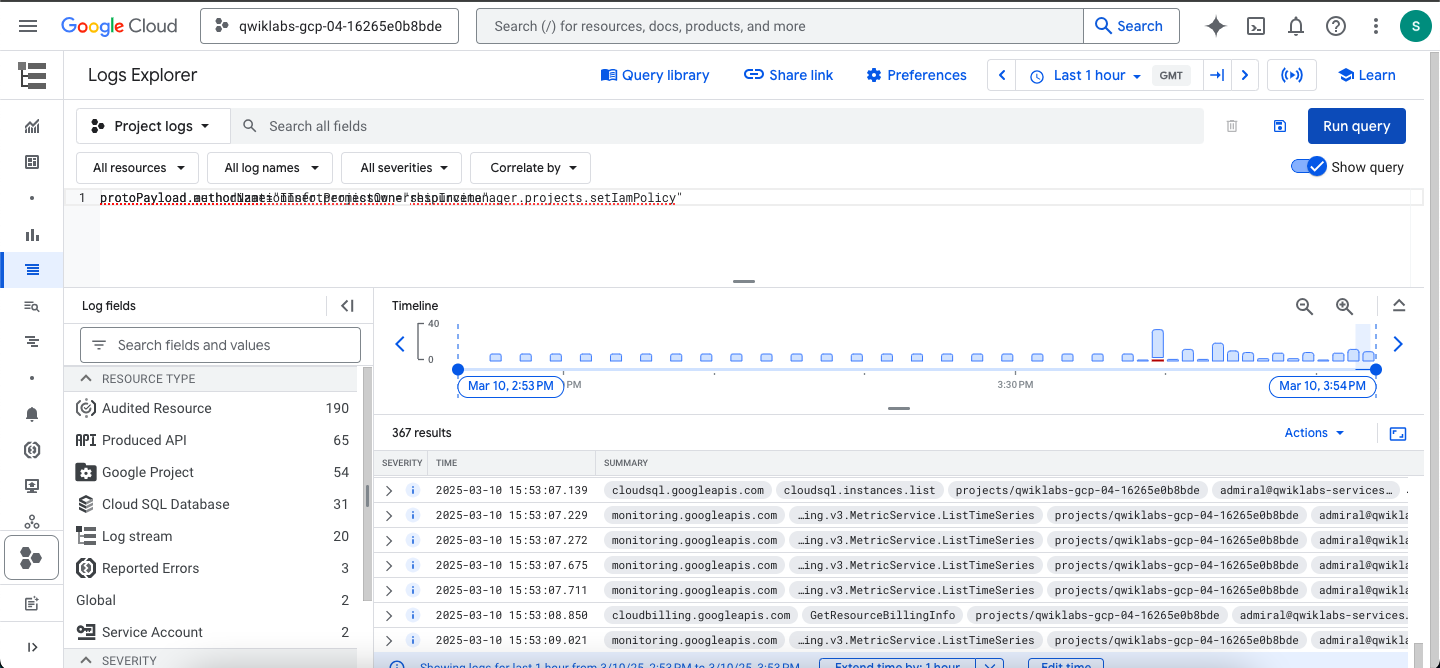 Google Cloud
qwiklabs-gcp-04-16265e0b8bde
Search (/) for resources, docs, products, and more
Search
S
Logs Explorer
Query library
Share link
Preferences
Last 1 hour
GMT
Learn
Project logs
Search all fields
Run query
All resources
All log names
All severities
Correlate by
Show query
1
Log fields
Search fields and values
RESOURCE TYPE
Audited Resource 190
API Produced API 65
Google Project 54
Cloud SQL Database 31
Log stream 20
Reported Errors 3
Global 2
Service Account 2
SEVERITY
Timeline
40
0
Mar 10, 2:53 PM
PM
3:30 PM
Mar 10, 3:54 PM
367 results
Actions
SEVERITY TIME SUMMARY
2025-03-10 15:53:07.139 cloudsql.googleapis.com cloudsql.instances.list projects/qwiklabs-gcp-04-16265e0b8bde admiral@qwiklabs-services…
2025-03-10 15:53:07.229 monitoring.googleapis.com …ing.v3.MetricService.ListTimeSeries projects/qwiklabs-gcp-04-16265e0b8bde admiral@qwikla
2025-03-10 15:53:07.272 monitoring.googleapis.com …ing.v3.MetricService.ListTimeSeries projects/qwiklabs-gcp-04-16265e0b8bde admiral@qwikla
2025-03-10 15:53:07.675 monitoring.googleapis.com …ing.v3.MetricService.ListTimeSeries projects/qwiklabs-gcp-04-16265e0b8bde admiral@qwikla
2025-03-10 15:53:07.711 monitoring.googleapis.com …ing.v3.MetricService.ListTimeSeries projects/qwiklabs-gcp-04-16265e0b8bde admiral@qwikla
2025-03-10 15:53:08.850 cloudbilling.googleapis.com GetResourceBillingInfo projects/qwiklabs-gcp-04-16265e0b8bde admiral@qwiklabs-services.
2025-03-10 15:53:09.021 monitoring.googleapis.com …ing.v3.MetricService.ListTimeSeries projects/qwiklabs-gcp-04-16265e0b8bde admiral@qwikla
Showing logs for last 1 hour from 3/10/25, 2:53 PM to 3/10/25, 3:53 PM
Extend time by: 1 hour
Edit time